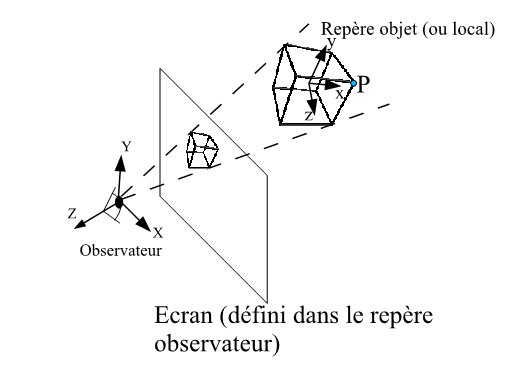 Repère objet (ou local)
y
P
x
z
Y
Z
X
Observateur
Ecran (défini dans le repère
observateur)